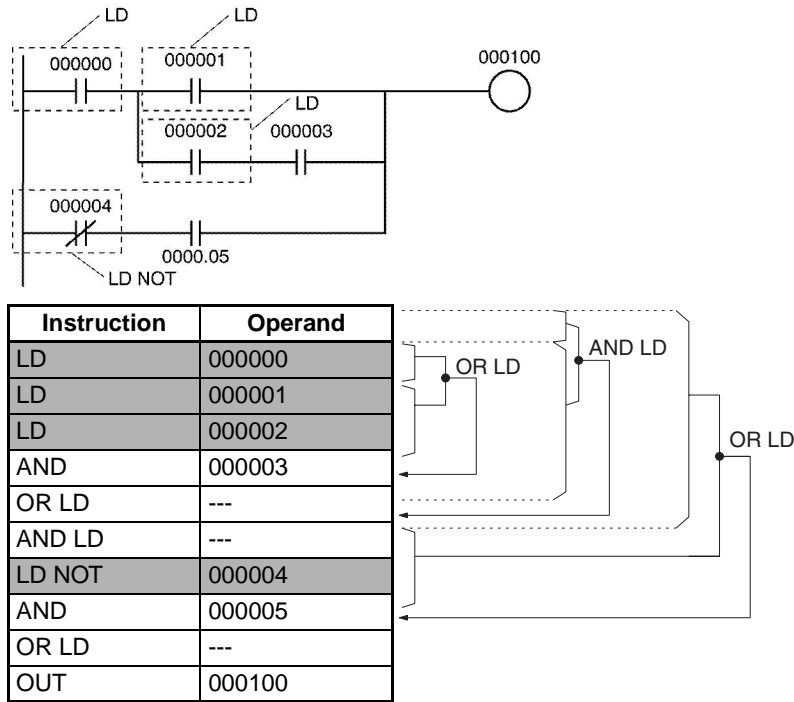 LD LD
000000 000001 000100
LD
000002 000003
000004
0000.05
LD NOT
Instruction Operand
LD 000000
LD 000001
LD 000002
AND 000003
OR LD ---
AND LD ---
LD NOT 000004
AND 000005
OR LD ---
OUT 000100
AND LD
OR LD
OR LD